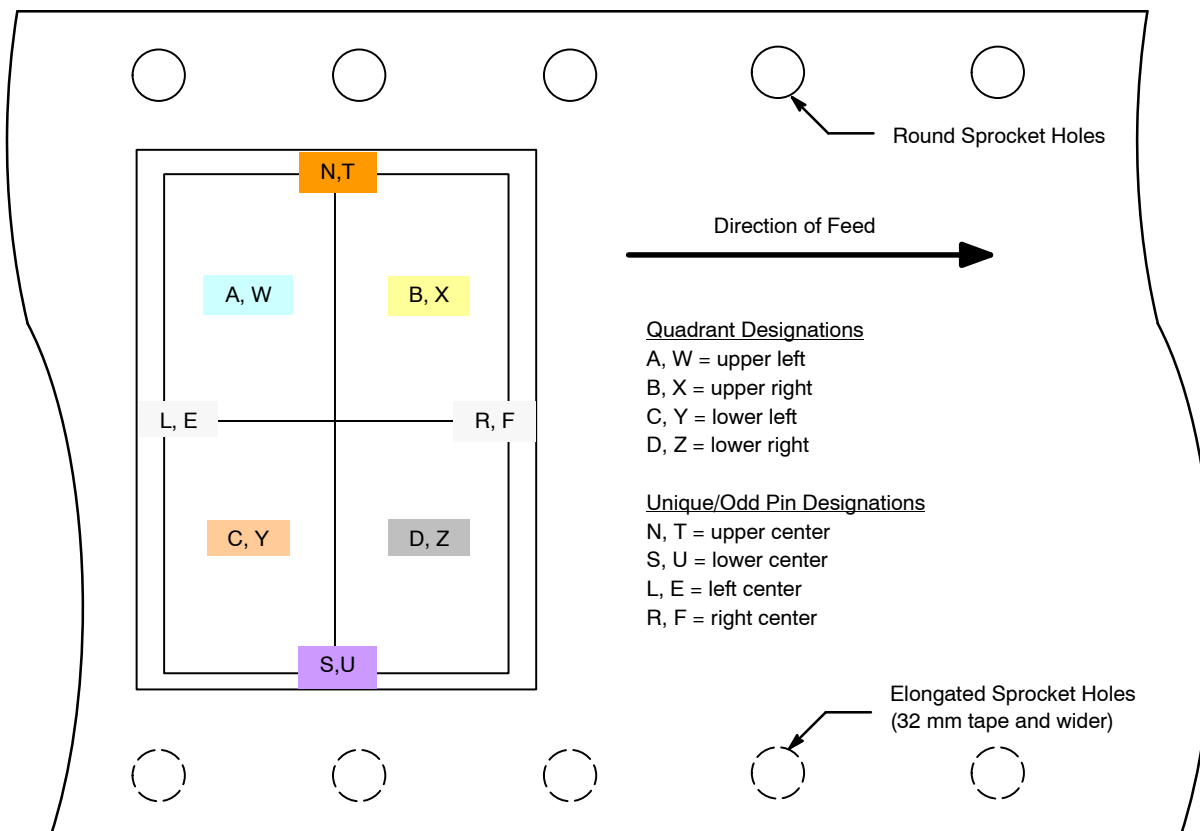 Round Sprocket Holes
N,T
Direction of Feed
A, W
B, X
Quadrant Designations
A, W = upper left
B, X = upper right
C, Y = lower left
D, Z = lower right
L, E
R, F
Unique/Odd Pin Designations
N, T = upper center
S, U = lower center
L, E = left center
R, F = right center
C, Y
D, Z
S,U
Elongated Sprocket Holes
(32 mm tape and wider)